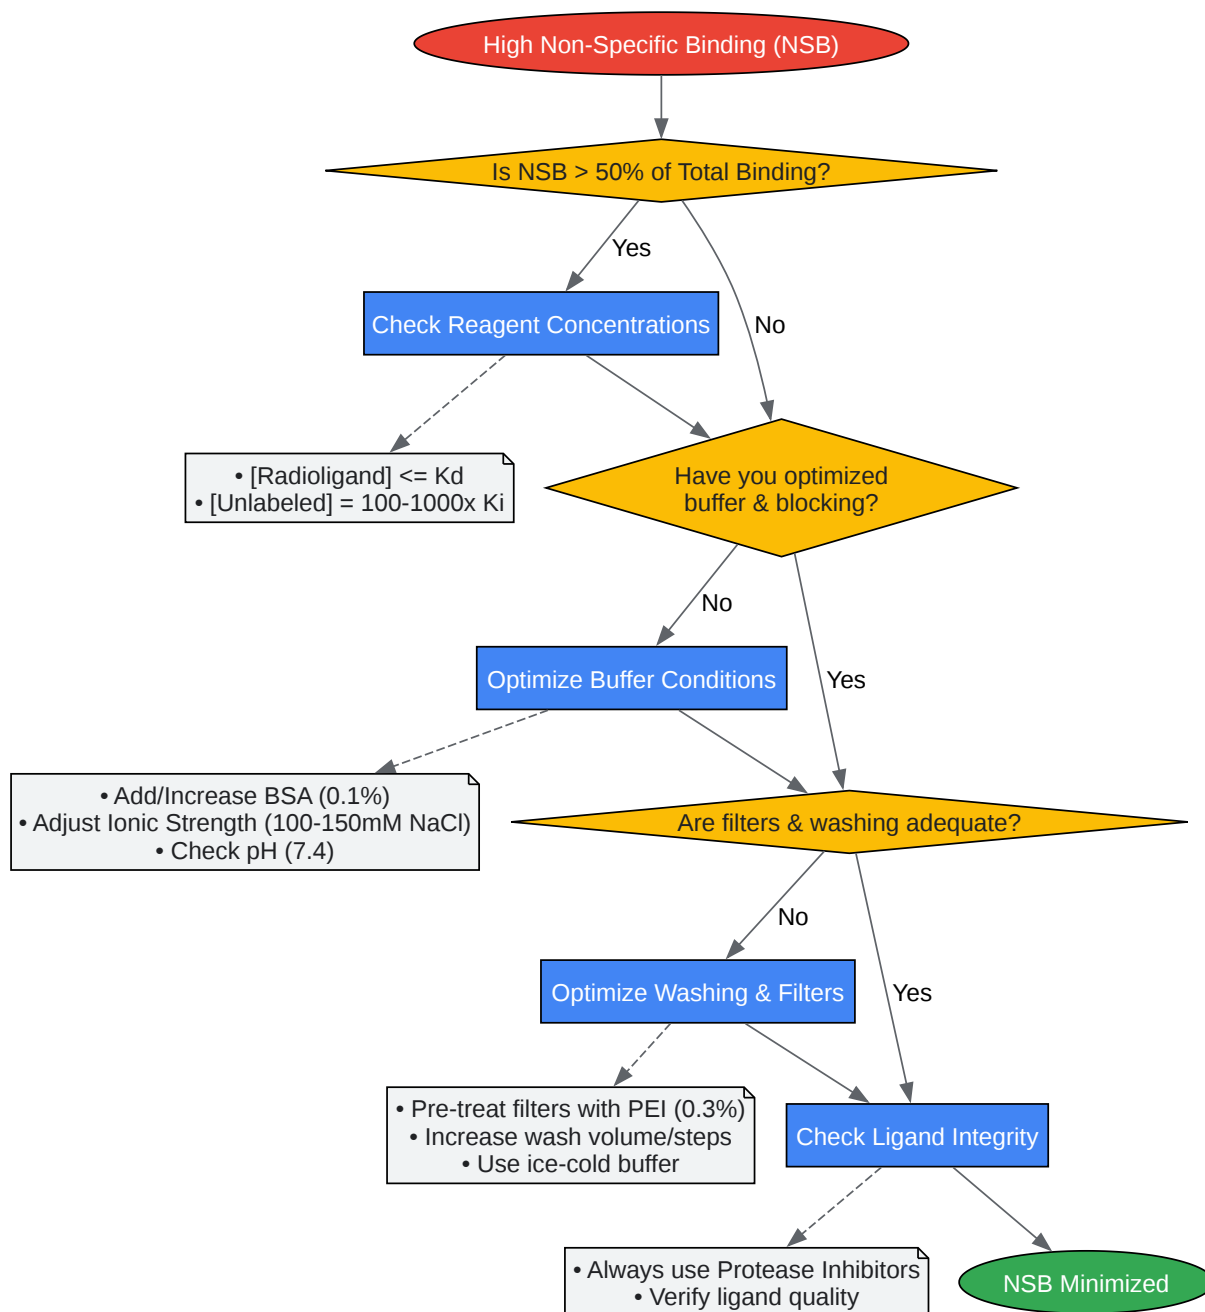 High Non-Specific Binding (NSB)
Is NSB > 50% of Total Binding?
Yes
Check Reagent Concentrations
No
• [Radioligand] <= Kd
• [Unlabeled] = 100-1000x Ki
Have you optimized
buffer & blocking?
No
Optimize Buffer Conditions
Yes
• Add/Increase BSA (0.1%)
• Adjust Ionic Strength (100-150mM NaCl)
• Check pH (7.4)
Are filters & washing adequate?
No
Optimize Washing & Filters
Yes
• Pre-treat filters with PEI (0.3%)
• Increase wash volume/steps
• Use ice-cold buffer
Check Ligand Integrity
• Always use Protease Inhibitors
• Verify ligand quality
NSB Minimized